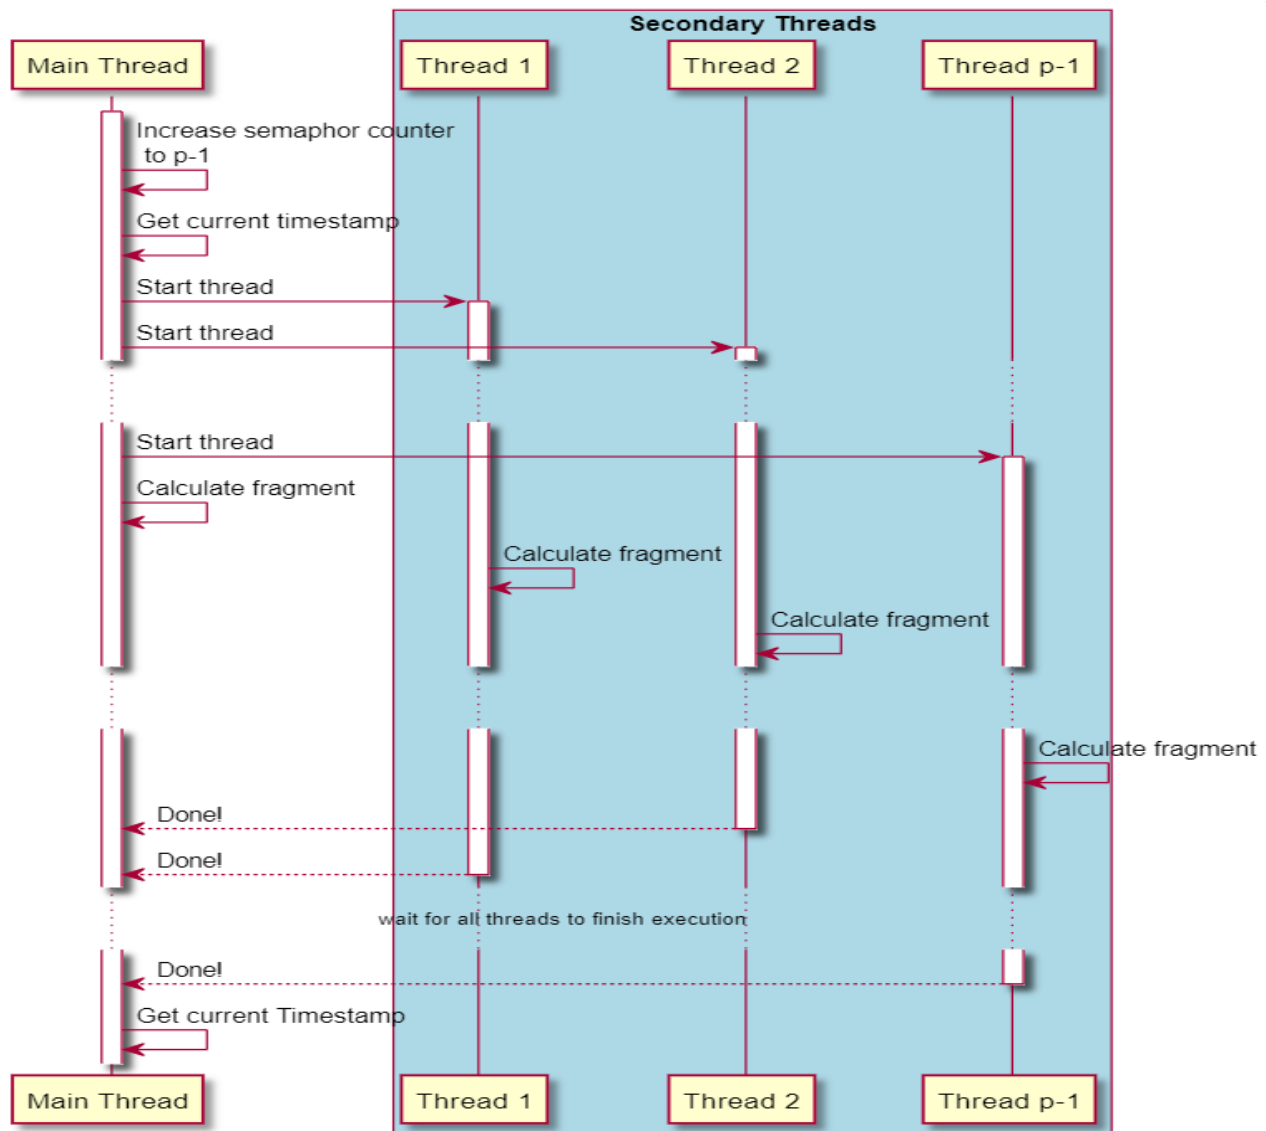 Secondary Threads
Main Thread
Thread 1
Thread 2
Thread p-1
Increase semaphor counter
to p-1
Get current timestamp
Start thread
Start thread
Start thread
Calculate fragment
Calculate fragment
Calculate fragment
Calculate fragment
Done!
Done!
wait for all threads to finish execution
Done!
Get current Timestamp
Main Thread
Thread 1
Thread 2
Thread p-1